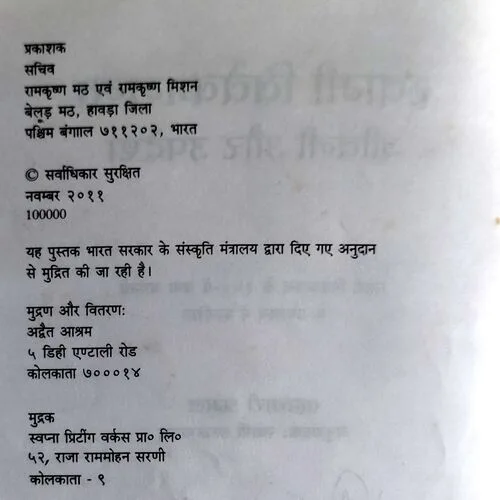 प्रकाशक
सचिव
रामकृष्ण मठ एवं रामकृष्ण मिशन
बेलूड़ मठ, हावड़ा जिला
पश्चिम बंगााल ७११२०२, भारत
© सर्वाधिकार सुरक्षित
नवम्बर २०११
100000
यह पुस्तक भारत सरकार के संस्कृति मंत्रालय द्वारा दिए गए अनुदान
से मुद्रित की जा रही है।
मुद्रण और वितरण:
अद्वैत आश्रम
५ डिही एण्टाली रोड
कोलकाता ७०००१४
मुद्रक
स्वप्ना प्रिटींग वर्कस प्रा० लि०
५२, राजा राममोहन सरणी
कोलकाता - ९